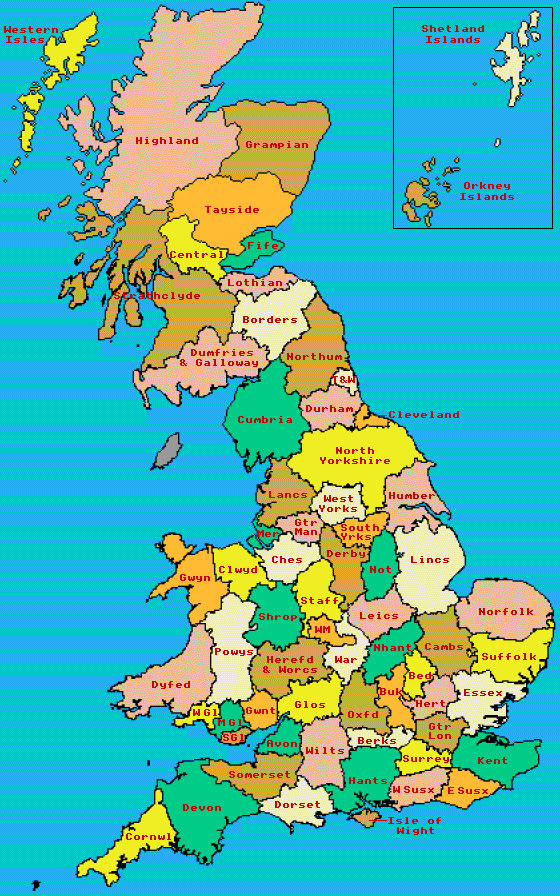 Western
Isles
Shetland
Islands
Highland
Grampian
Orkney
Islands
Tayside
Fife
Central
Lothian
Strathclyde
Borders
Dumfries
& Galloway
Northum
T&W
Durham
Cleveland
Cumbria
North
Yorkshire
Lancs
West
Yorks
Humber
Mer
Gtr
Man
South
Yrks
Ches
Derby
Not
Lincs
Gwyn
Clwyd
Staff
Shrop
Leics
Norfolk
WM
Powys
War
Nhant
Cambs
Suffolk
Herefd
& Worcs
Dyfed
Bed
Buk
Essex
Hert
W Gl
M Gl
SGl
Gwnt
Glos
Oxfd
Gtr
Lon
Avon
Wilts
Berks
Surrey
Kent
Somerset
Hants
W Susx
E Susx
Devon
Dorset
Isle of
Wight
Cornwl